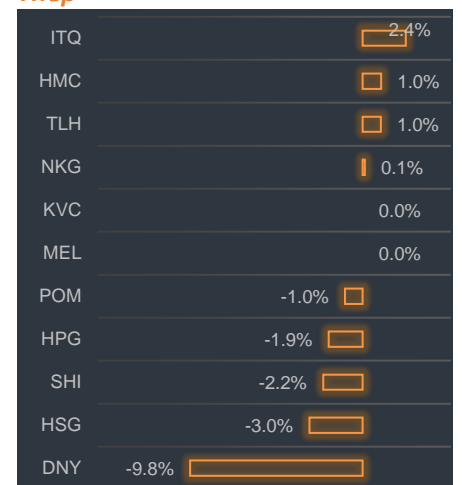 ITQ 2.4%
HMC 1.0%
TLH 1.0%
NKG 0.1%
KVC 0.0%
MEL 0.0%
POM -1.0%
HPG -1.9%
SHI -2.2%
HSG -3.0%
DNY -9.8%